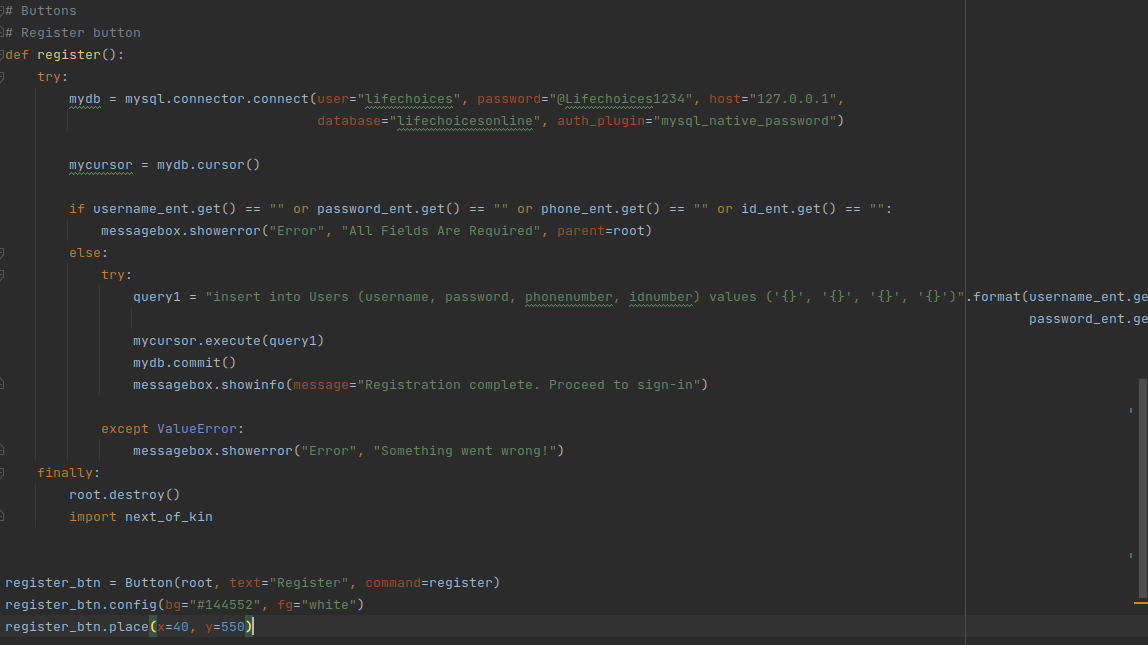 # Buttons
# Register button
def register():
    try:
        mydb = mysql.connector.connect(user="lifechoices", password="@Lifechoices1234", host="127.0.0.1",
                                       database="lifechoicesonline", auth_plugin="mysql_native_password")
        mycursor = mydb.cursor()
        if username_ent.get() == "" or password_ent.get() == "" or phone_ent.get() == "" or id_ent.get() == "":
            messagebox.showerror("Error", "All Fields Are Required", parent=root)
        else:
            try:
                query1 = "insert into Users (username, password, phonenumber, idnumber) values ('{}', '{}', '{}', '{}')".format(username_ent.ge
                                                                                                                                password_ent.ge
                mycursor.execute(query1)
                mydb.commit()
                messagebox.showinfo(message="Registration complete. Proceed to sign-in")
            except ValueError:
                messagebox.showerror("Error", "Something went wrong!")
    finally:
        root.destroy()
        import next_of_kin
register_btn = Button(root, text="Register", command=register)
register_btn.config(bg="#144552", fg="white")
register_btn.place(x=40, y=550)